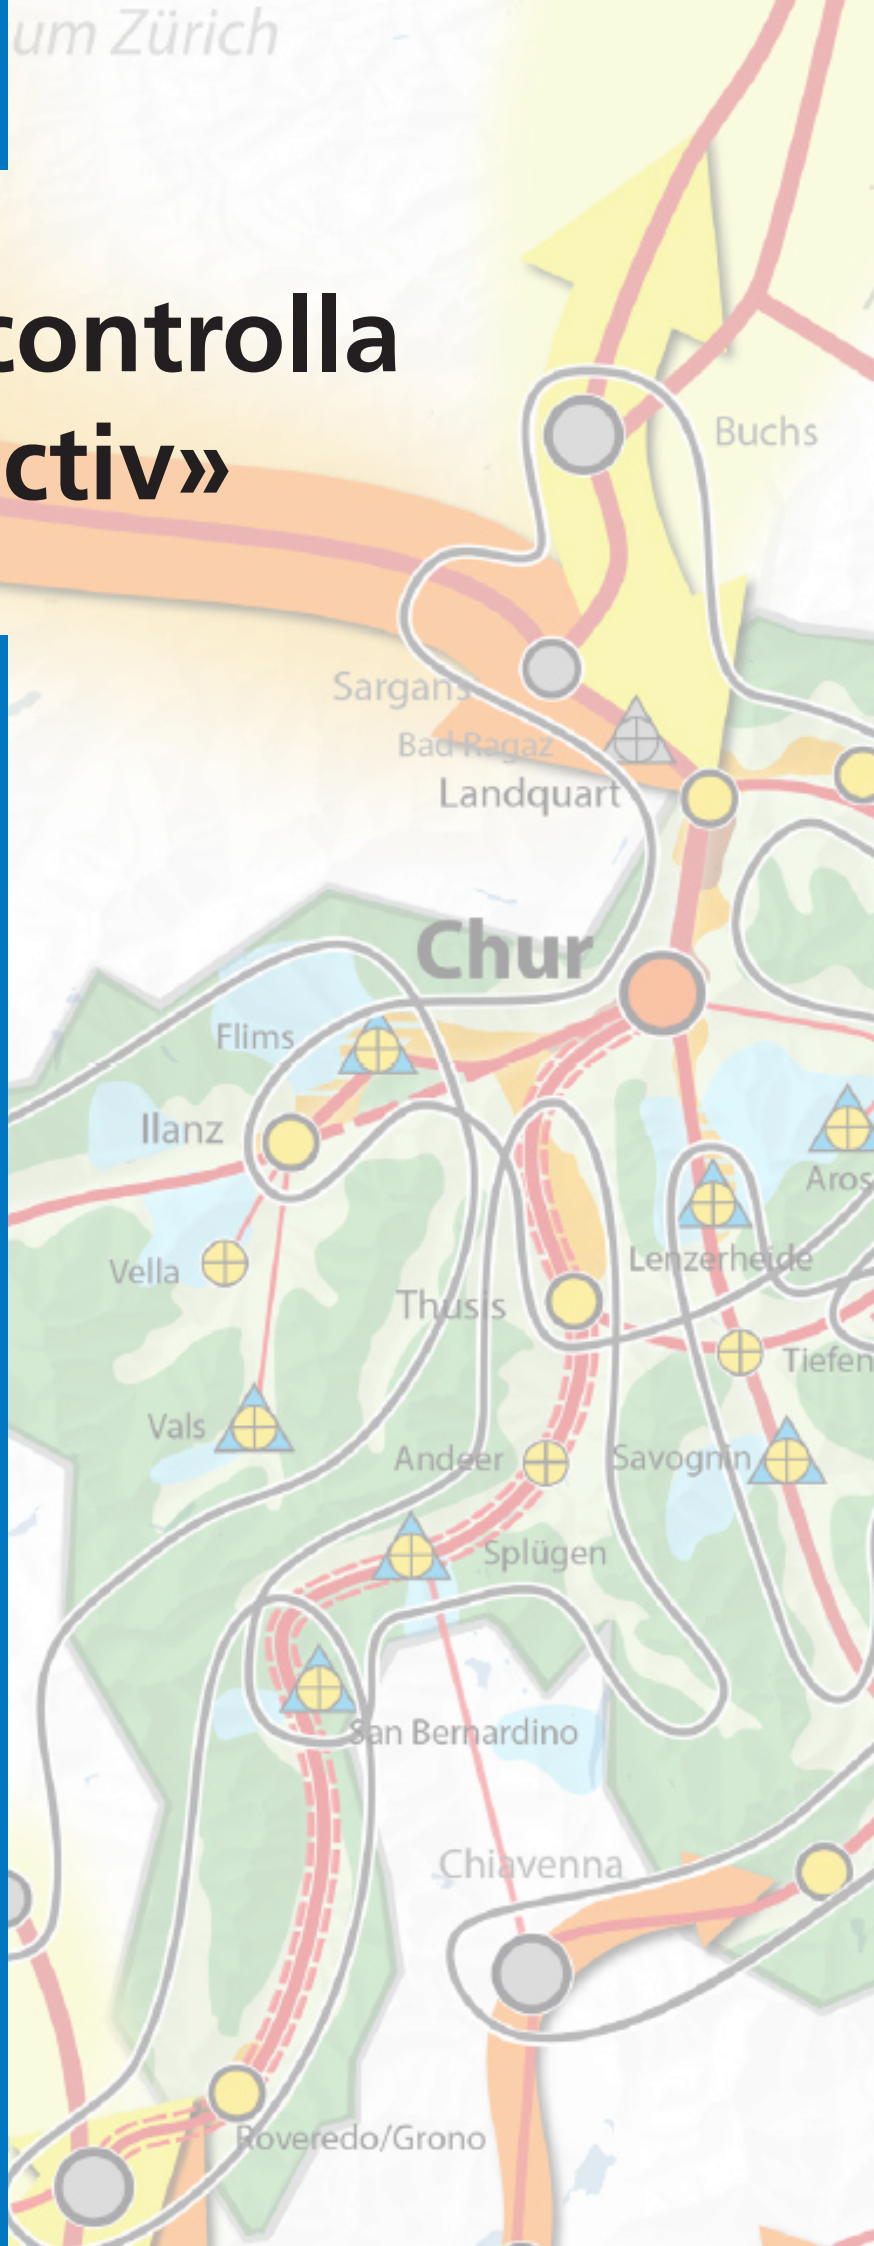 um Zürich
controlla
ctiv»
Buchs
Sargans
Bad Ragaz
Landquart
Chur
Flims
Ilanz
Aros
Lenzerheide
Vella
Thusis
Tiefen
Vals
Andeer
Savognin
Splügen
San Bernardino
Chiavenna
Roveredo/Grono